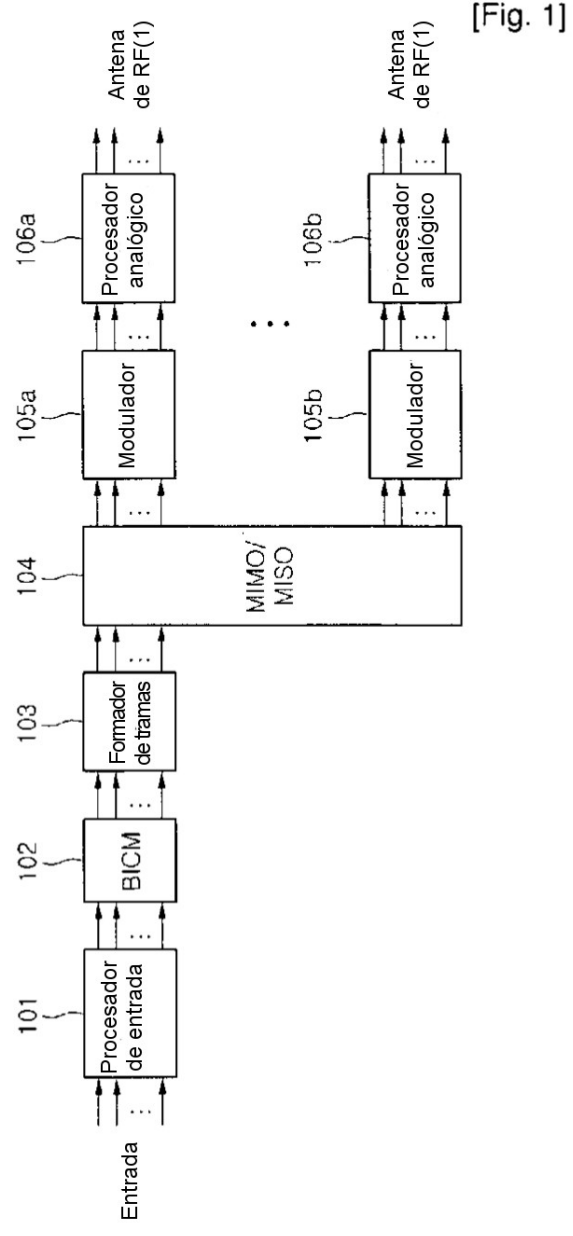 [Fig. 1]
Entrada
101
Procesador
de entrada
102
BICM
103
Formador
de tramas
104
MIMO/
MISO
105a
Modulador
106a
Procesador
analógico
Antena
de RF(1)
105b
Modulador
106b
Procesador
analógico
Antena
de RF(1)